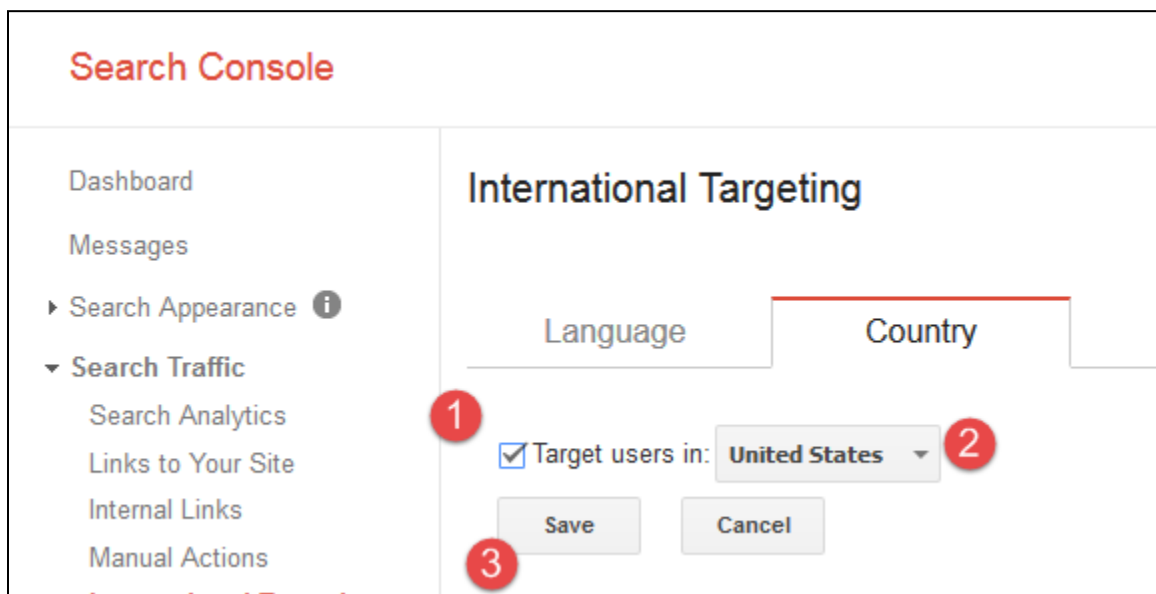 Search Console
Dashboard
Messages
Search Appearance i
Search Traffic
Search Analytics
Links to Your Site
Internal Links
Manual Actions
International Targeting
Language Country
1
Target users in: United States 2
Save Cancel
3